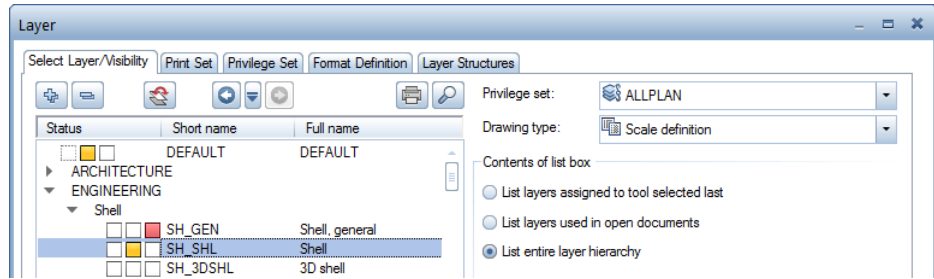 Layer
Select Layer/Visibility Print Set Privilege Set Format Definition Layer Structures
Privilege set: ALLPLAN
Status Short name Full name
Drawing type: Scale definition
DEFAULT DEFAULT
ARCHITECTURE
ENGINEERING
Shell
SH_GEN Shell, general
SH_SHL Shell
SH_3DSHL 3D shell
Contents of list box
List layers assigned to tool selected last
List layers used in open documents
List entire layer hierarchy